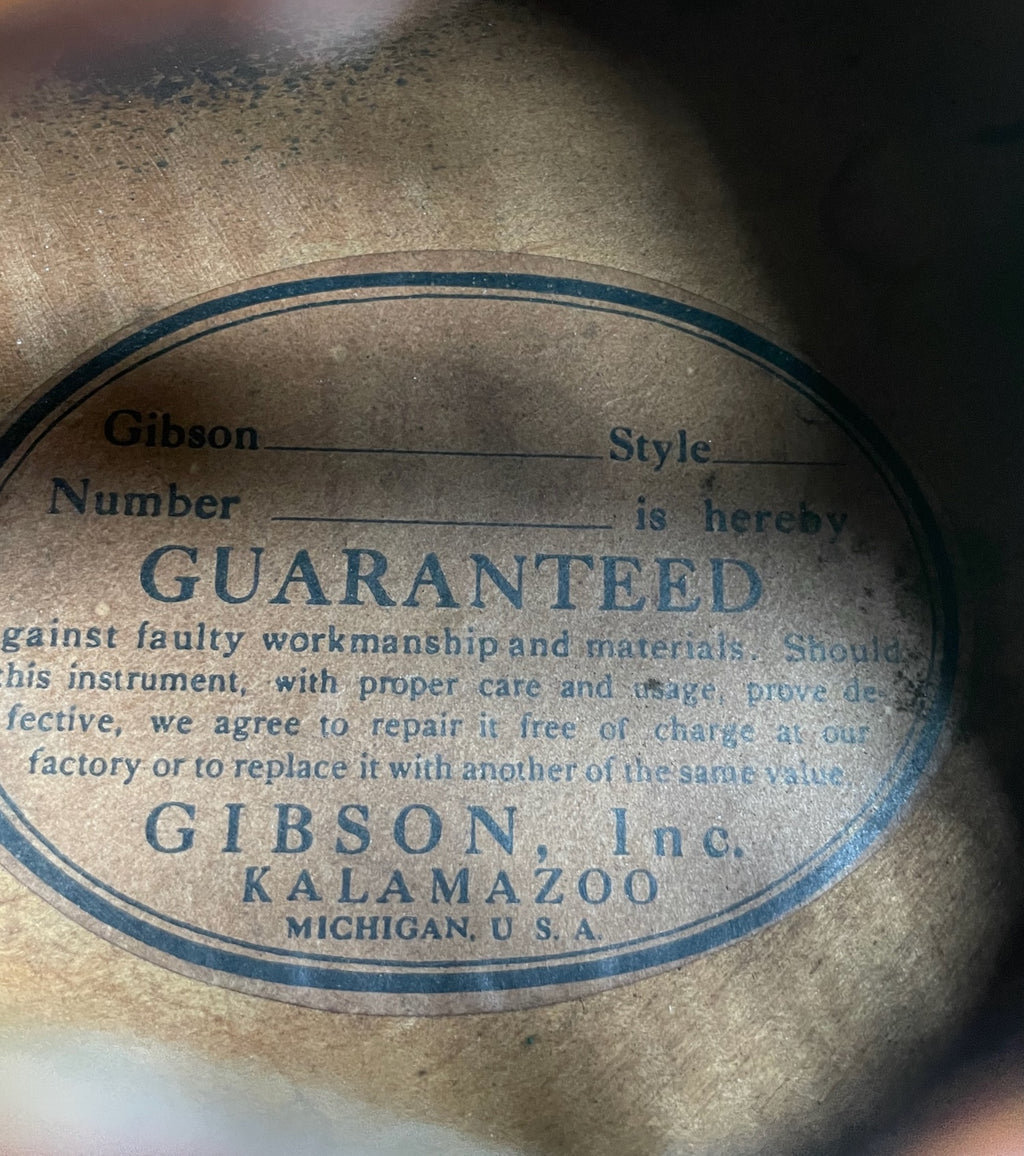 Gibson Style
Number is hereby
GUARANTEED
gainst faulty workmanship and materials. Should
this instrument, with proper care and usage, prove de-
fective, we agree to repair it free of charge at our
factory or to replace it with another of the same value.
GIBSON, Inc.
KALAMAZOO
MICHIGAN, U. S. A.